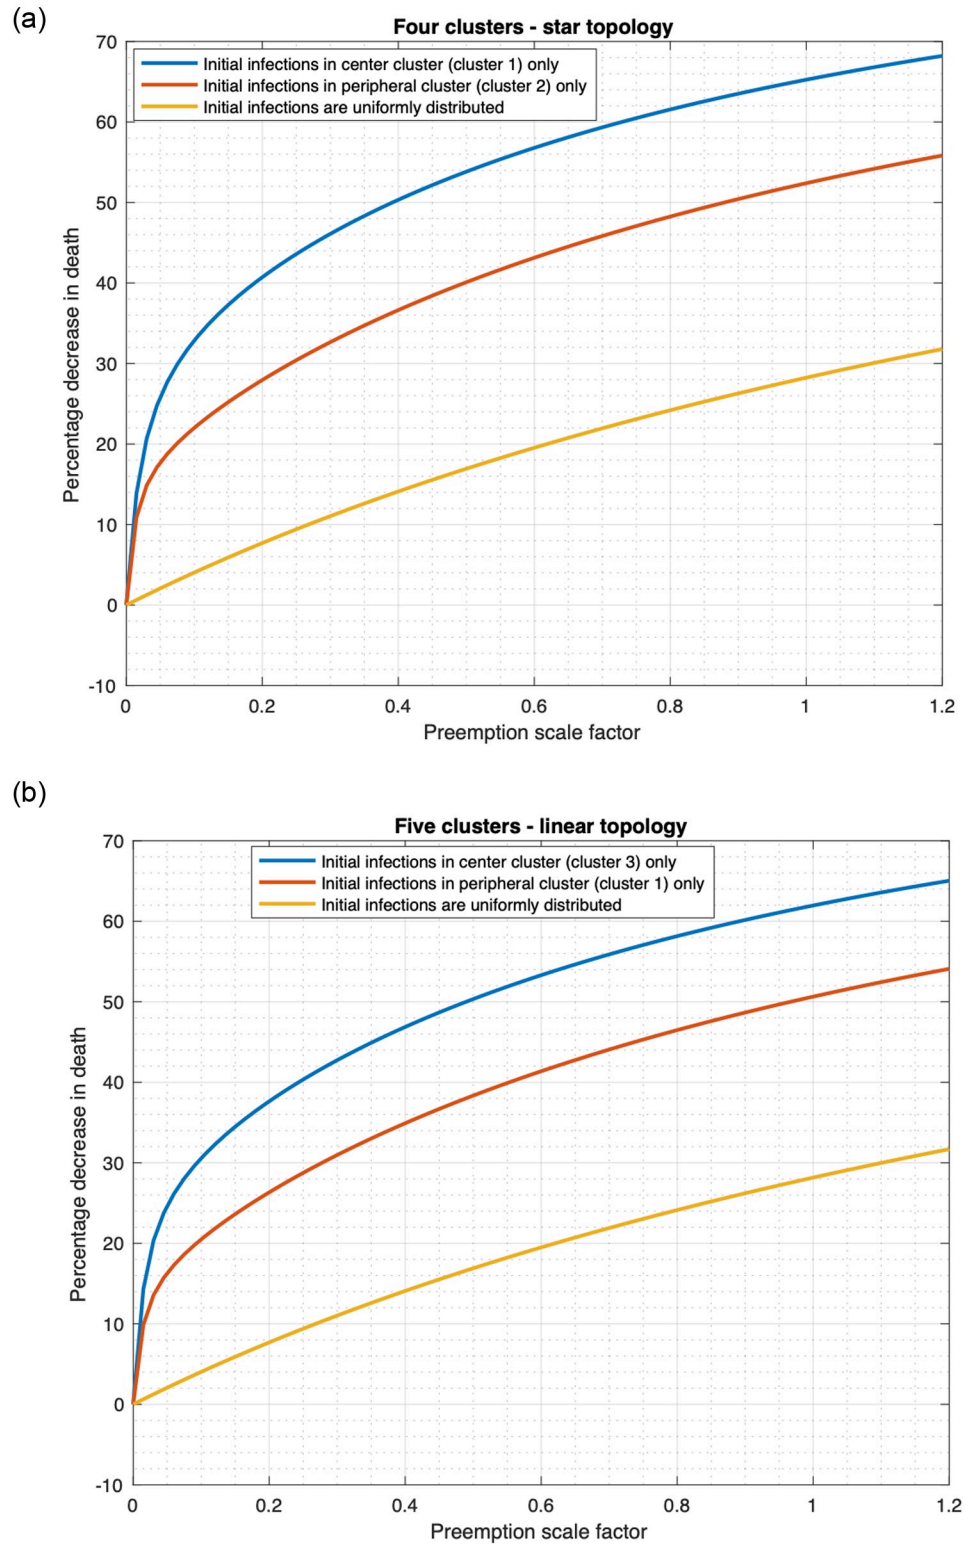 (a)
Four clusters - star topology
Initial infections in center cluster (cluster 1) only
Initial infections in peripheral cluster (cluster 2) only
Initial infections are uniformly distributed
70
60
50
40
30
20
10
0
-10
Percentage decrease in death
0 0.2 0.4 0.6 0.8 1 1.2
Preemption scale factor
(b)
Five clusters - linear topology
Initial infections in center cluster (cluster 3) only
Initial infections in peripheral cluster (cluster 1) only
Initial infections are uniformly distributed
70
60
50
40
30
20
10
0
-10
Percentage decrease in death
0 0.2 0.4 0.6 0.8 1 1.2
Preemption scale factor